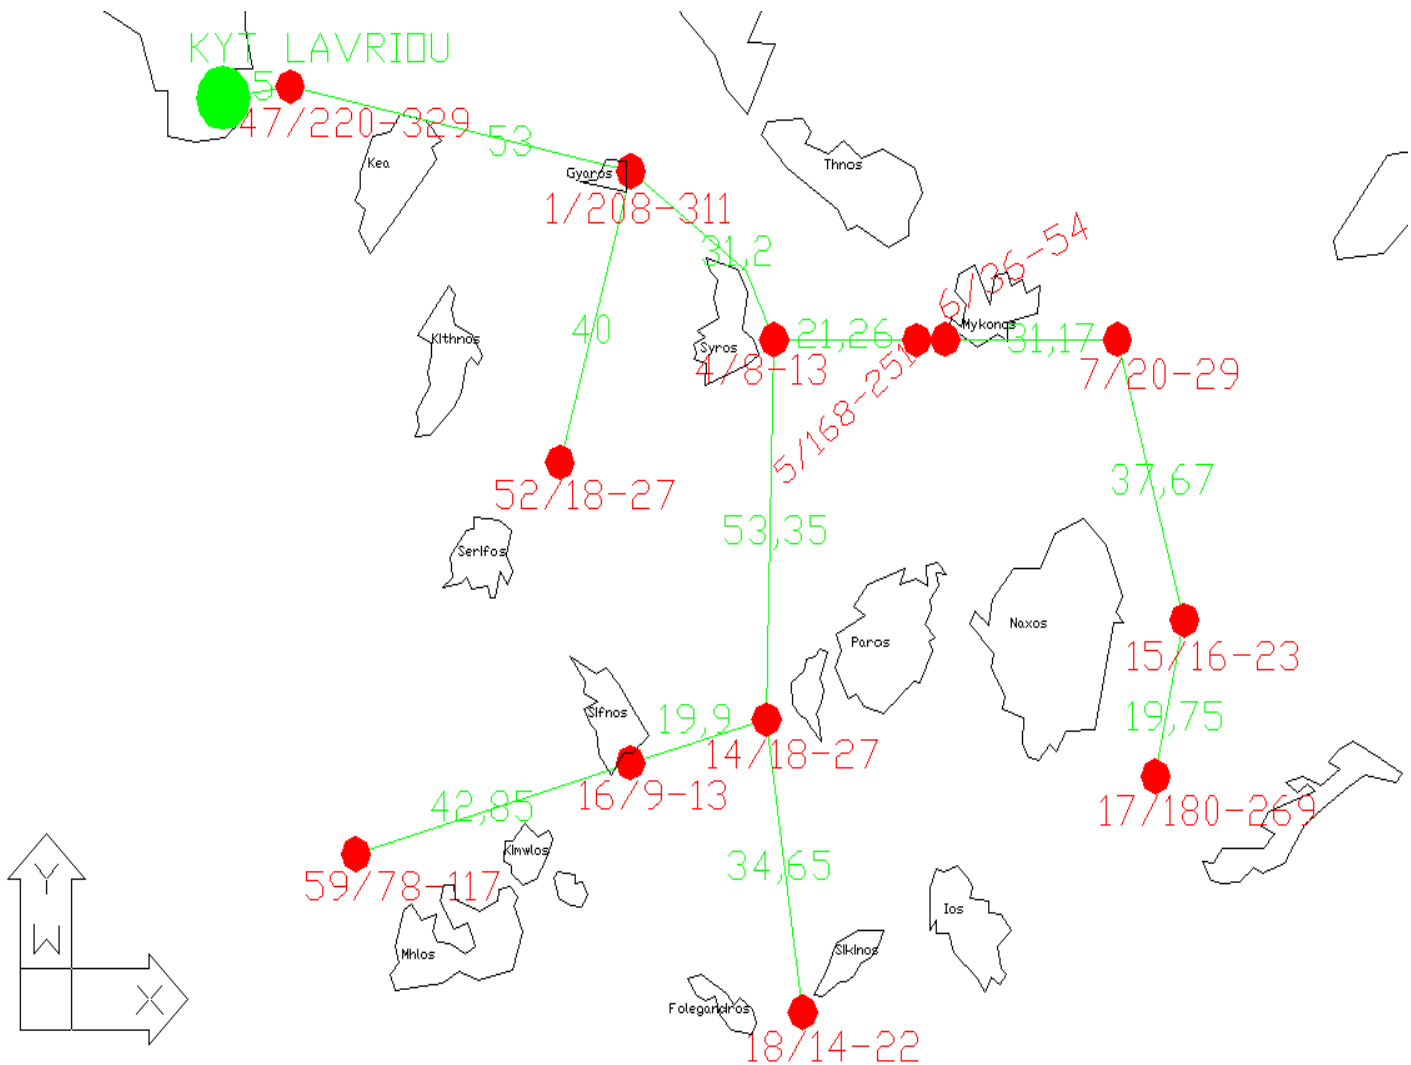 KYT LAVRIOU
5
47/220-329
53
Kea
Thnos
Gyaros
1/208-311
31,2
6/36-54
Mykonos
KIthnos
40
Syros
21,26
31,17
4/8-13
5/168-251
7/20-29
52/18-27
37,67
53,35
SerIfos
Naxos
Paros
15/16-23
SIfnos
19,9
19,75
14/18-27
16/9-13
42,85
17/180-269
KImwlos
34,65
59/78-117
Ios
Mhlos
SIkInos
Folegandros
18/14-22
Y
W
X